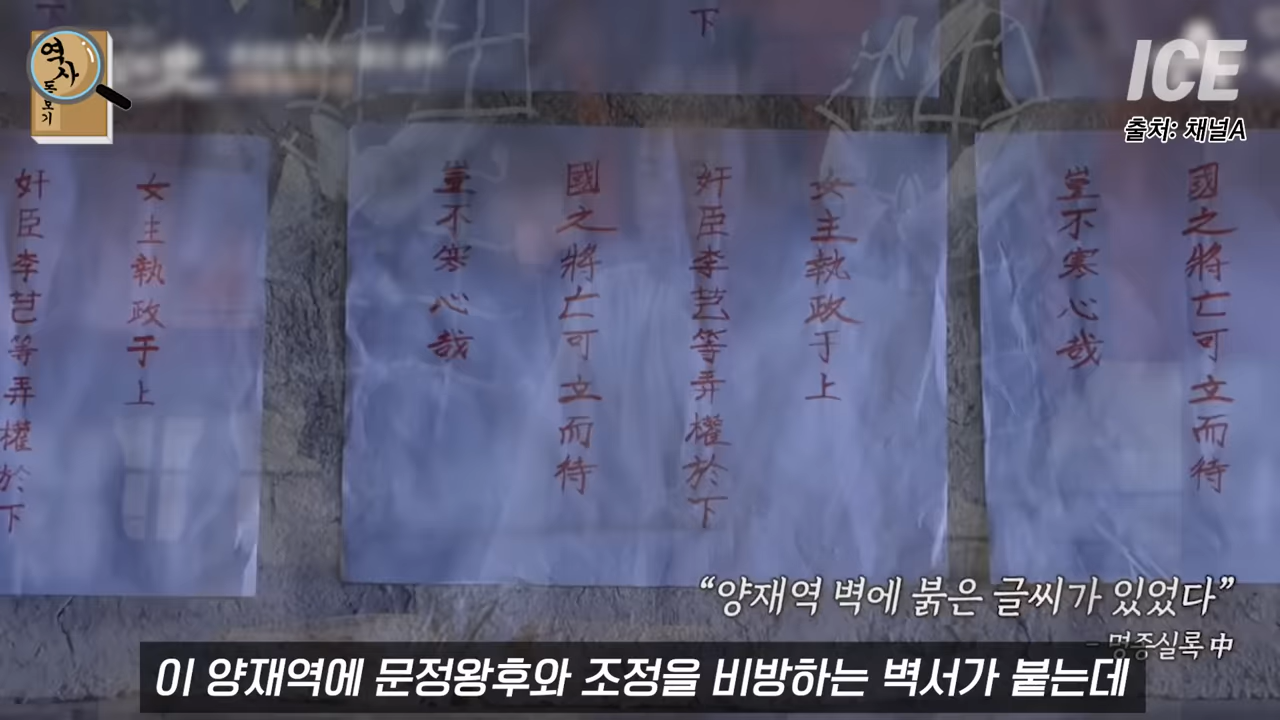 역사
돋보기
ICE
출처: 채널A
下
國之將亡可立而待
豈不寒心哉
女主執政于上
奸臣李芑等弄權於下
國之將亡可立而待
豈不寒心哉
女主執政于上
奸臣李芑等弄權於下
“양재역 벽에 붉은 글씨가 있었다”
- 명종실록 中
이 양재역에 문정왕후와 조정을 비방하는 벽서가 붙는데